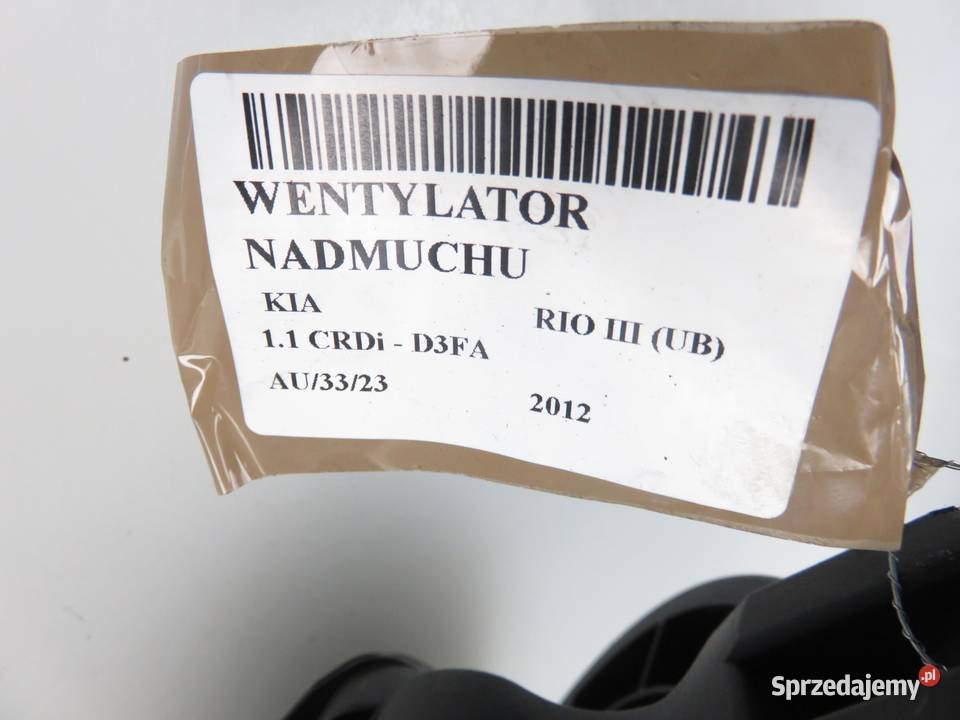 WENTYLATOR
NADMUCHU
KIA
RIO III (UB)
1.1 CRDi - D3FA
AU/33/23
2012
Sprzedajemy.pl